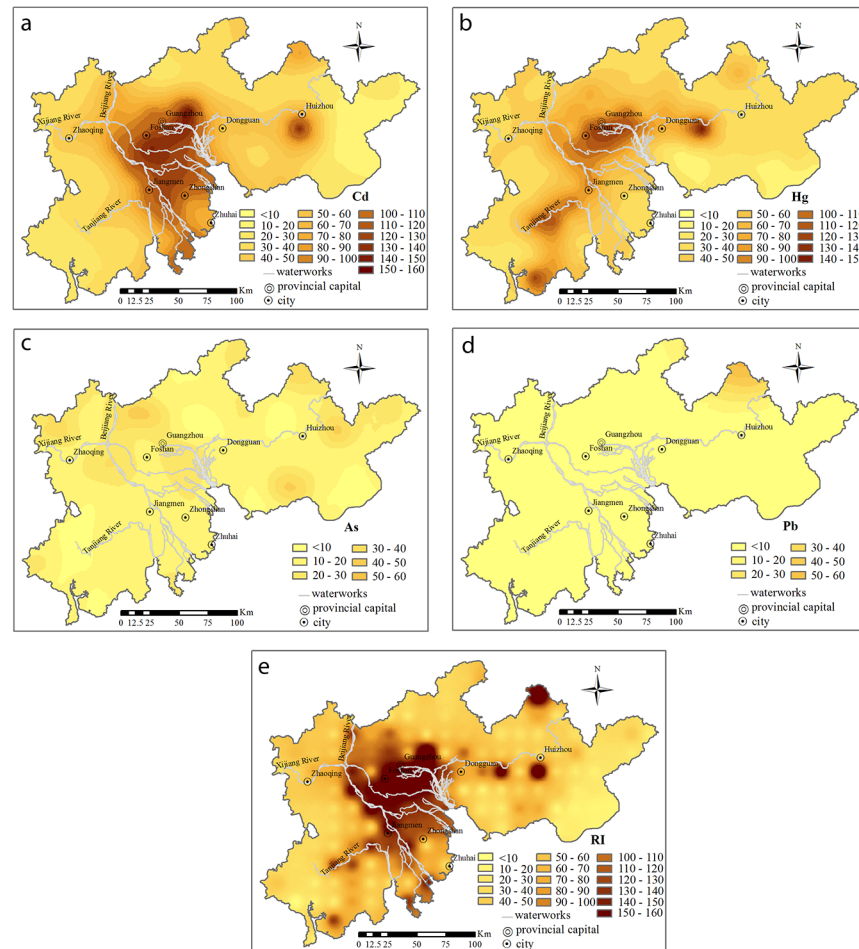 a
N
Beijiang River
Xijiang River
Guangzhou
Huizhou
Foshan
Dongguan
Zhaoqing
Jiangmen
Zhongshan
Tanjiang River
Zhuhai
Cd
<10 50 - 60 100 - 110
10 - 20 60 - 70 110 - 120
20 - 30 70 - 80 120 - 130
30 - 40 80 - 90 130 - 140
40 - 50 90 - 100 140 - 150
150 - 160
waterworks
provincial capital
city
0 12.5 25 50 75 100 Km
b
N
Beijiang River
Xijiang River
Guangzhou
Huizhou
Foshan
Dongguan
Zhaoqing
Jiangmen
Zhongshan
Tanjiang River
Zhuhai
Hg
<10 50 - 60 100 - 11
10 - 20 60 - 70 110 - 12
20 - 30 70 - 80 120 - 13
30 - 40 80 - 90 130 - 14
40 - 50 90 - 100 140 - 15
waterworks
provincial capital
city
0 12.5 25 50 75 100 Km
c
N
Beijiang River
Xijiang River
Guangzhou
Huizhou
Foshan
Dongguan
Zhaoqing
Jiangmen
Zhongshan
Tanjiang River
Zhuhai
As
<10 30 - 40
10 - 20 40 - 50
20 - 30 50 - 60
waterworks
provincial capital
city
0 12.5 25 50 75 100 Km
d
N
Beijiang River
Xijiang River
Guangzhou
Huizhou
Foshan
Dongguan
Zhaoqing
Jiangmen
Zhongshan
Tanjiang River
Zhuhai
Pb
<10 30 - 40
10 - 20 40 - 50
20 - 30 50 - 60
waterworks
provincial capital
city
0 12.5 25 50 75 100 Km
e
N
Beijiang River
Xijiang River
Guangzhou
Huizhou
Dongguan
Zhaoqing
Jiangmen
Zhongshan
Tanjiang River
Zhuhai
RI
<10 50 - 60 100 - 110
10 - 20 60 - 70 110 - 120
20 - 30 70 - 80 120 - 130
30 - 40 80 - 90 130 - 140
40 - 50 90 - 100 140 - 150
150 - 160
waterworks
provincial capital
city
0 12.5 25 50 75 100 Km